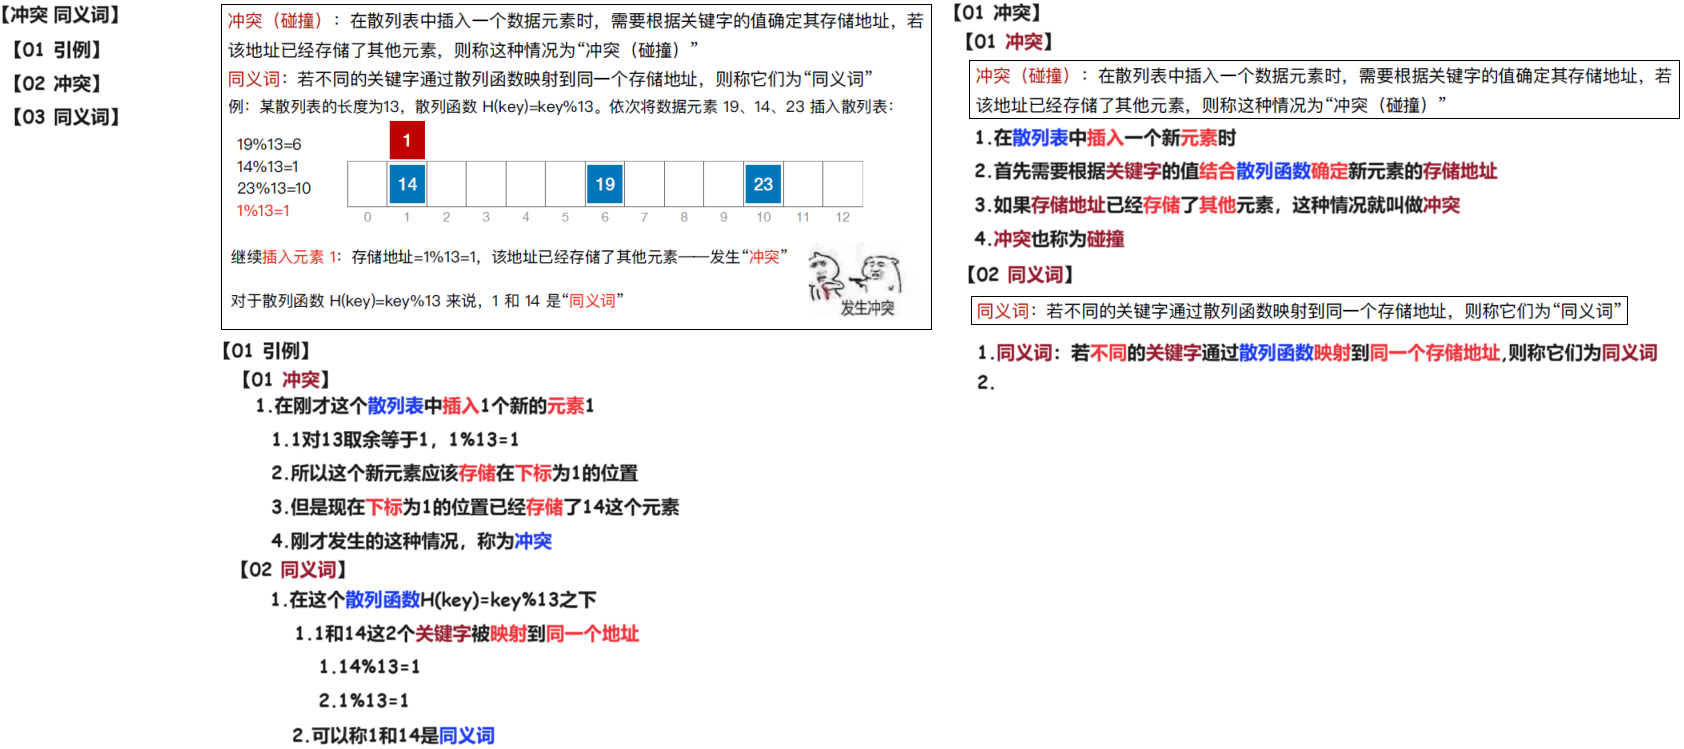 【冲突 同义词】
【01 引例】
【02 冲突】
【03 同义词】
冲突（碰撞）：在散列表中插入一个数据元素时，需要根据关键字的值确定其存储地址，若
该地址已经存储了其他元素，则称这种情况为“冲突（碰撞）”
同义词：若不同的关键字通过散列函数映射到同一个存储地址，则称它们为“同义词”
例：某散列表的长度为13，散列函数 H(key)=key%13。依次将数据元素 19、14、23 插入散列表：
19%13=6
14%13=1
23%13=10
1%13=1
1
14 19 23
0 1 2 3 4 5 6 7 8 9 10 11 12
继续插入元素 1：存储地址=1%13=1，该地址已经存储了其他元素——发生“冲突”
发生冲突
对于散列函数 H(key)=key%13 来说，1 和 14 是“同义词”
【01 引例】
【01 冲突】
1.在刚才这个散列表中插入1个新的元素1
1.1对13取余等于1，1%13=1
2.所以这个新元素应该存储在下标为1的位置
3.但是现在下标为1的位置已经存储了14这个元素
4.刚才发生的这种情况，称为冲突
【02 同义词】
1.在这个散列函数H(key)=key%13之下
1.1和14这2个关键字被映射到同一个地址
1.14%13=1
2.1%13=1
2.可以称1和14是同义词
【01 冲突】
【01 冲突】
冲突（碰撞）：在散列表中插入一个数据元素时，需要根据关键字的值确定其存储地址，若
该地址已经存储了其他元素，则称这种情况为“冲突（碰撞）”
1.在散列表中插入一个新元素时
2.首先需要根据关键字的值结合散列函数确定新元素的存储地址
3.如果存储地址已经存储了其他元素，这种情况就叫做冲突
4.冲突也称为碰撞
【02 同义词】
同义词：若不同的关键字通过散列函数映射到同一个存储地址，则称它们为“同义词”
1.同义词：若不同的关键字通过散列函数映射到同一个存储地址,则称它们为同义词
2.